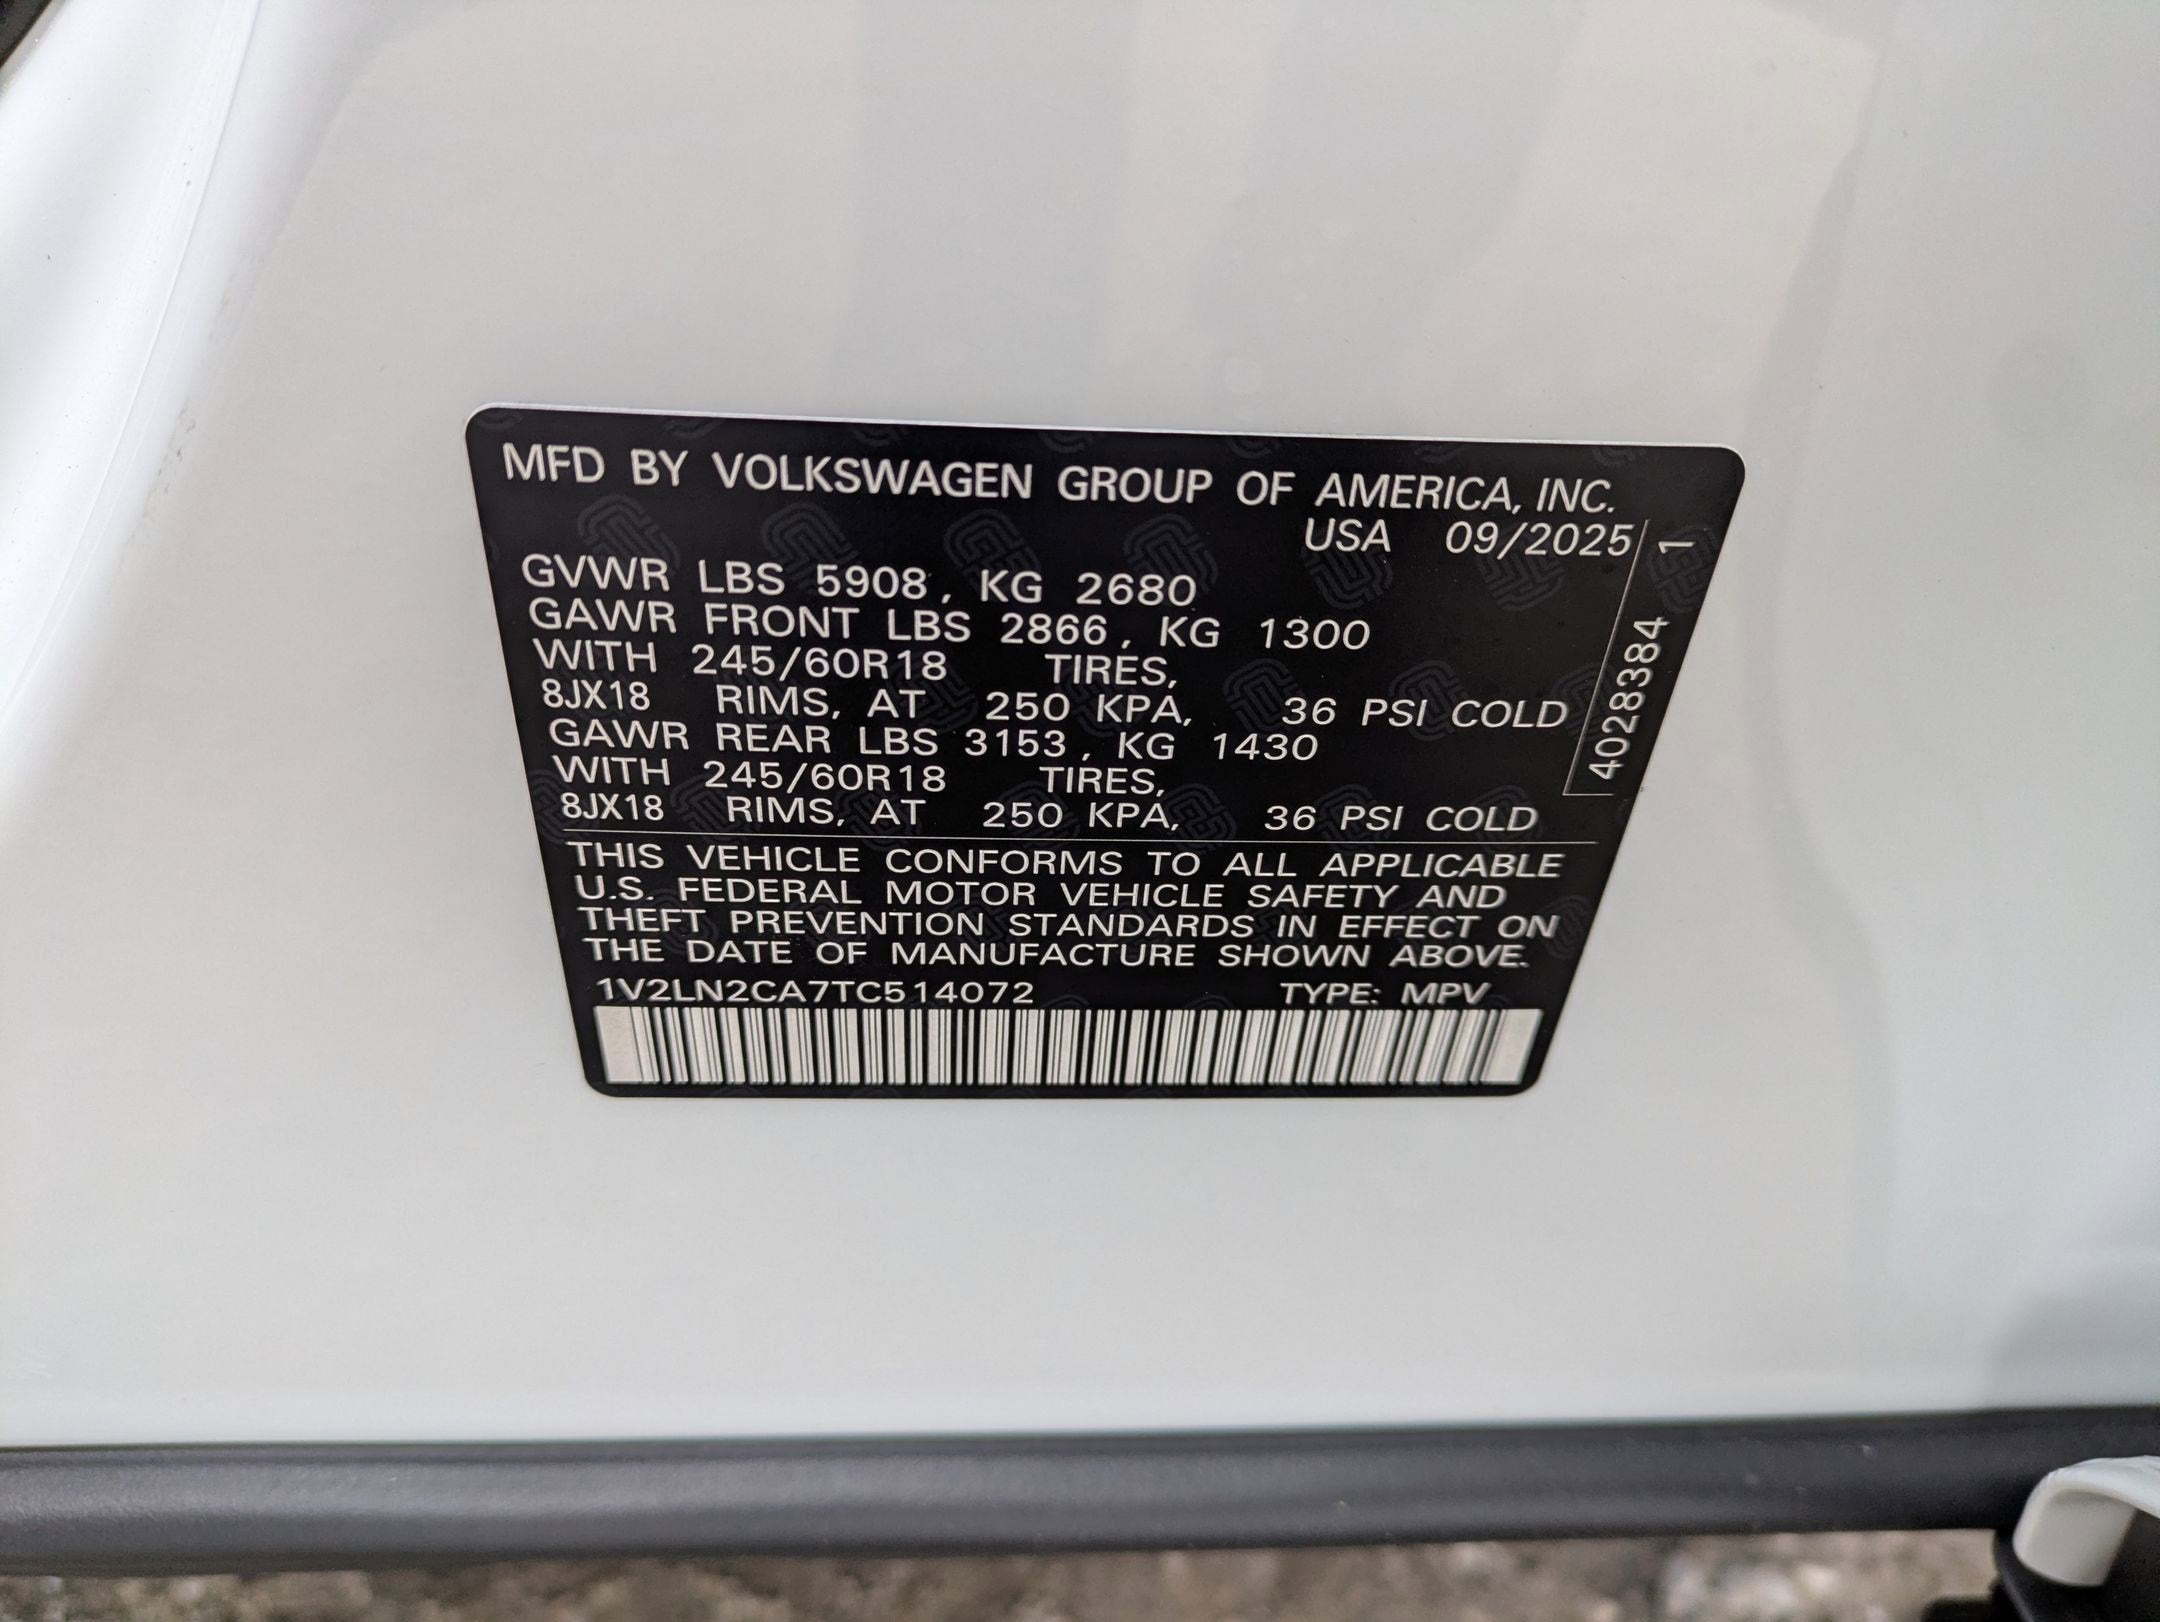 MFD BY VOLKSWAGEN GROUP OF AMERICA, INC.
USA 09/2025
GVWR LBS 5908, KG 2680
GAWR FRONT LBS 2866, KG 1300
WITH 245/60R18 TIRES,
8JX18 RIMS, AT 250 KPA, 36 PSI COLD
GAWR REAR LBS 3153, KG 1430
WITH 245/60R18 TIRES,
8JX18 RIMS, AT 250 KPA, 36 PSI COLD
4028384 1
THIS VEHICLE CONFORMS TO ALL APPLICABLE
U.S. FEDERAL MOTOR VEHICLE SAFETY AND
THEFT PREVENTION STANDARDS IN EFFECT ON
THE DATE OF MANUFACTURE SHOWN ABOVE.
1V2LN2CA7TC514072 TYPE: MPV